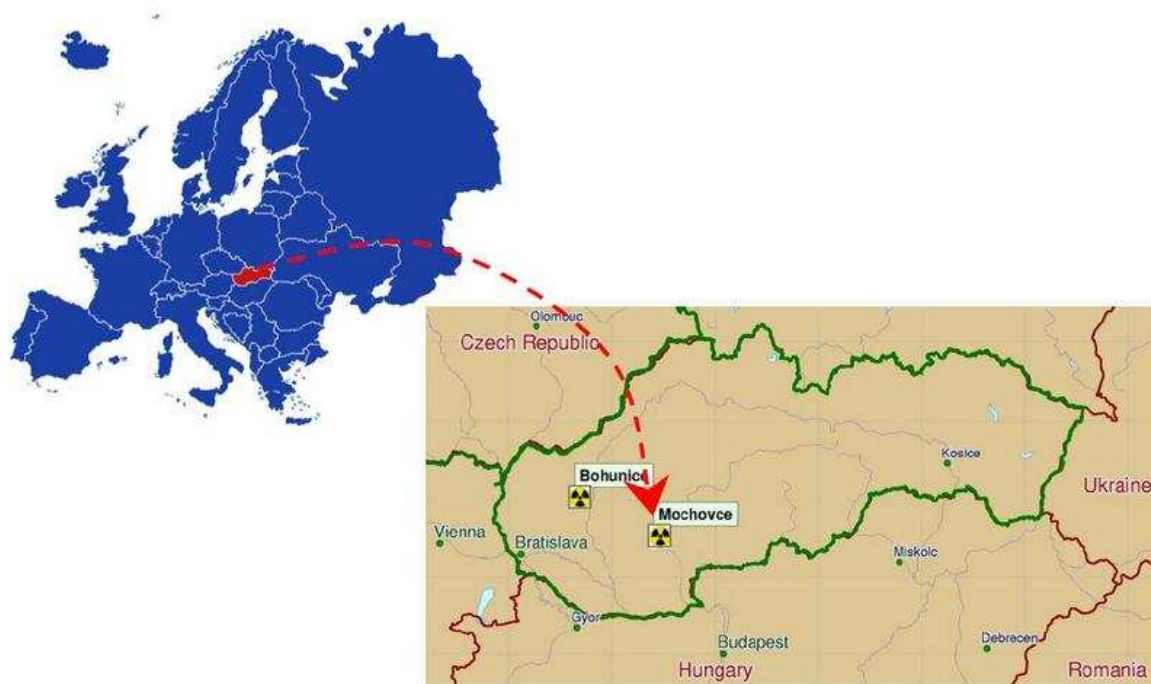 Olomouc
Czech Republic
Kosice
Bohunice
Ukraine
Mochovce
Vienna
Bratislava
Miskolc
Gyor
Budapest
Debrecen
Hungary
Romania